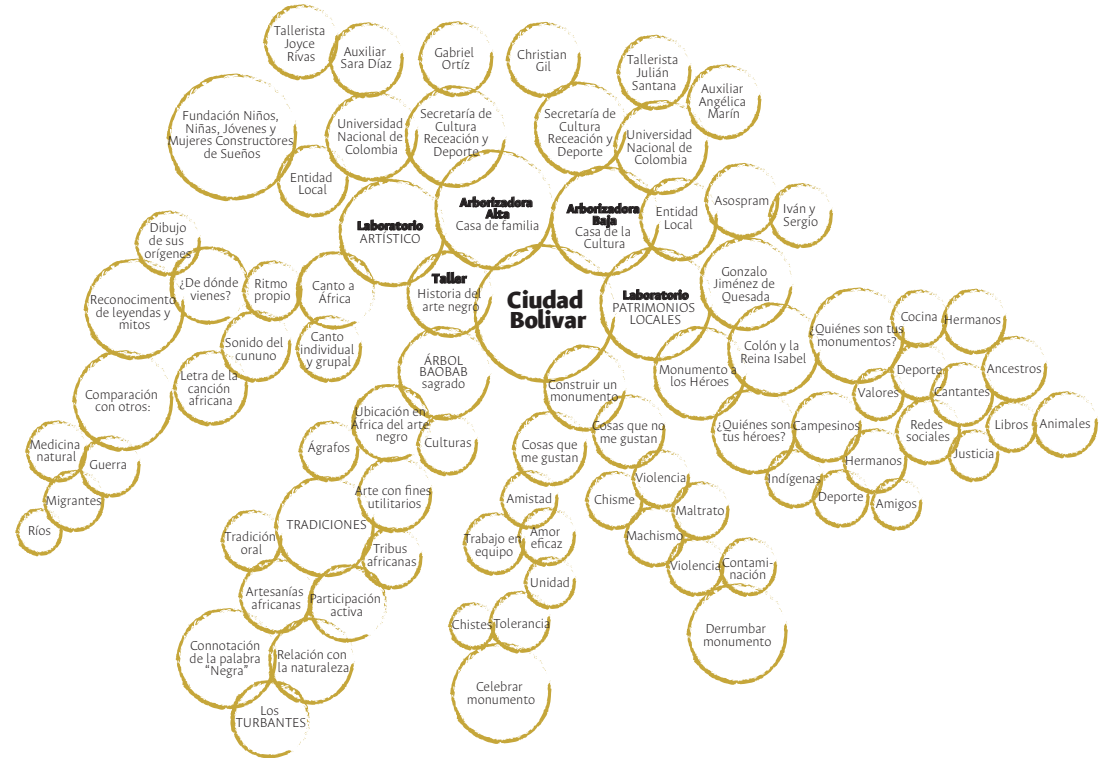 Tallerista
Joyce
Rivas
Auxiliar
Sara Díaz
Gabriel
Ortíz
Christian
Gil
Tallerista
Julián
Santana
Auxiliar
Angélica
Marín
Fundación Niños,
Niñas, Jóvenes y
Mujeres Constructores
de Sueños
Entidad
Local
Universidad
Nacional de
Colombia
Secretaría de
Cultura
Receación y
Deporte
Secretaría de
Cultura
Receación y
Deporte
Universidad
Nacional de
Colombia
Laboratorio
ARTÍSTICO
Arborizadora
Alta
Casa de familia
Arborizadora
Baja
Casa de la
Cultura
Entidad
Local
Asospram
Iván y
Sergio
Dibujo
de sus
orígenes
¿De dónde
vienes?
Ritmo
propio
Canto a
África
Taller
Historia del
arte negro
Ciudad
Bolivar
Laboratorio
PATRIMONIOS
LOCALES
Gonzalo
Jiménez de
Quesada
Reconocimento
de leyendas y
mitos
Sonido del
cununo
Canto
individual
y grupal
Letra de la
canción
africana
Comparación
con otros:
Medicina
natural
Guerra
Migrantes
Ríos
ÁRBOL
BAOBAB
sagrado
Ubicación en
África del arte
negro
Culturas
Ágrafos
Arte con fines
utilitarios
TRADICIONES
Tradición
oral
Tribus
africanas
Artesanías
africanas
Participación
activa
Connotación
de la palabra
“Negra”
Relación con
la naturaleza
Los
TURBANTES
Construir un
monumento
Cosas que
me gustan
Cosas que no
me gustan
Amistad
Trabajo en
equipo
Amor
eficaz
Unidad
Chistes
Tolerancia
Celebrar
monumento
Chisme
Violencia
Maltrato
Machismo
Violencia
Contami-
nación
Derrumbar
monumento
Monumento a
los Héroes
Colón y la
Reina Isabel
¿Quiénes son tus
monumentos?
Cocina
Hermanos
Deporte
Ancestros
Valores
Cantantes
¿Quiénes son
tus héroes?
Campesinos
Redes
sociales
Libros
Animales
Justicia
Hermanos
Indígenas
Deporte
Amigos